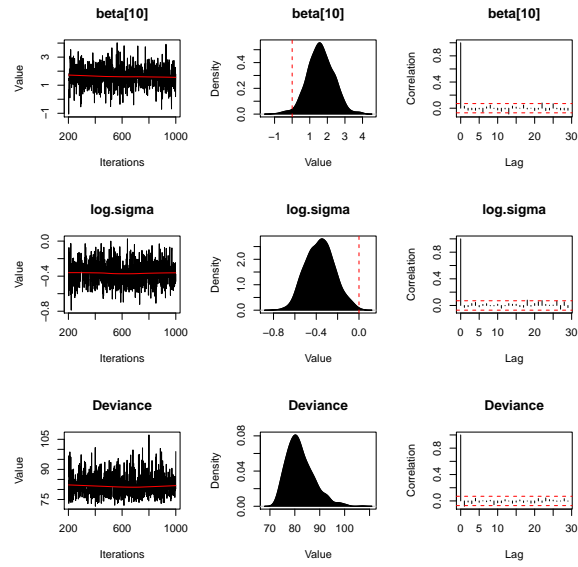 beta[10] beta[10] beta[10]
Value
−1 1 3
200 600 1000
Iterations
Density
0.0 0.2 0.4
−1 1 2 3 4
Value
Correlation
0.0 0.4 0.8
0 5 10 20 30
Lag
log.sigma log.sigma log.sigma
Value
−0.8 −0.4 0.0
200 600 1000
Iterations
Density
0.0 1.0 2.0
−0.8 −0.4 0.0
Value
Correlation
0.0 0.4 0.8
0 5 10 20 30
Lag
Deviance Deviance Deviance
Value
75 90 105
200 600 1000
Iterations
Density
0.00 0.04 0.08
70 80 100
Value
Correlation
0.0 0.4 0.8
0 5 10 20 30
Lag